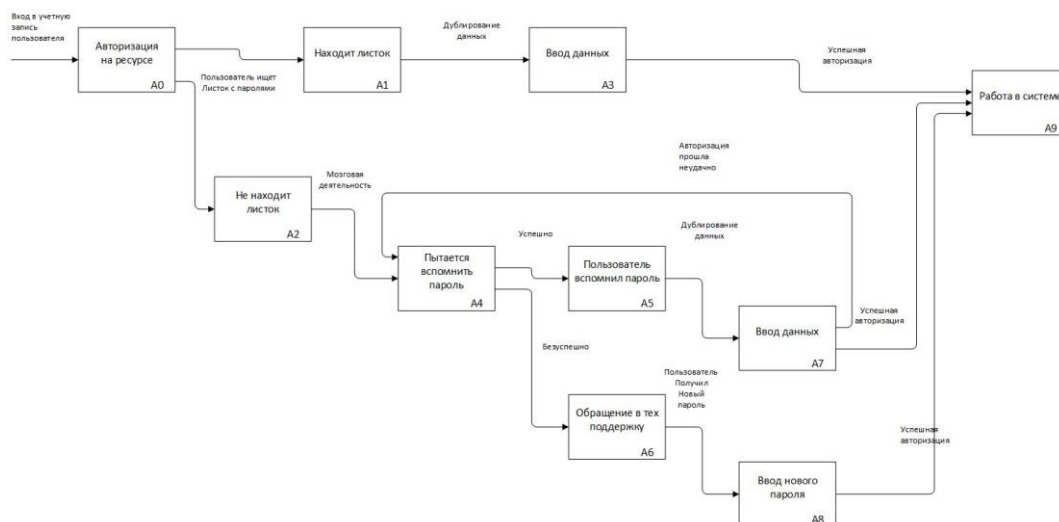 Вход в учетную
запись
пользователя
Авторизация
на ресурсе
A0
Пользователь ищет
Листок с паролями
Находит листок
A1
Дублирование
данных
Ввод данных
A3
Успешная
авторизация
Работа в системе
A9
Не находит
листок
A2
Мозговая
деятельность
Авторизация
прошла
неудачно
Пытается
вспомнить
пароль
A4
Успешно
Пользователь
вспомнил пароль
A5
Дублирование
данных
Ввод данных
A7
Успешная
авторизация
Безуспешно
Обращение в тех
поддержку
A6
Пользователь
Получил
Новый
пароль
Ввод нового
пароля
A8
Успешная
авторизация